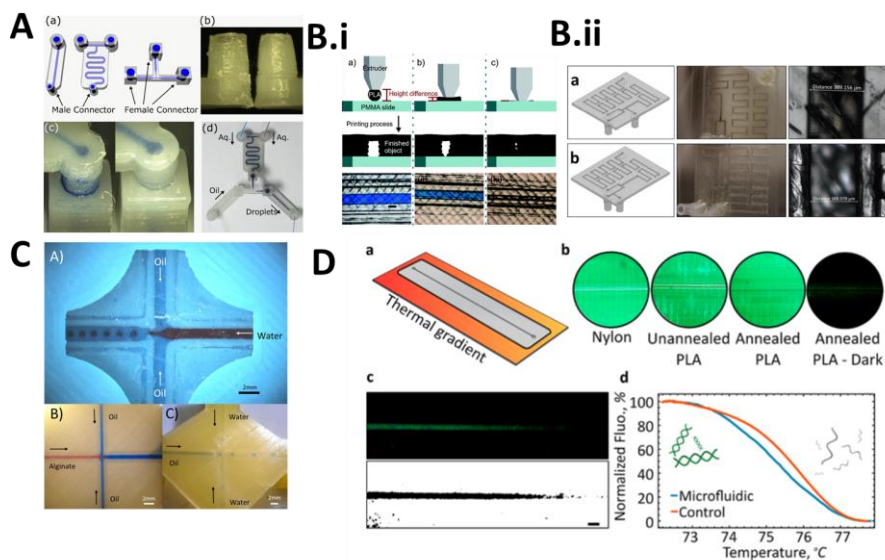 A
(a)
(b)
Male Connector
Female Connector
(c)
(d)
Aq.
Aq.
Oil
Droplets
B.i
a)
b)
c)
Extruder
PLA
Height difference
PMMA slide
Printing process
Finished
object
B.ii
a
b
C
A)
Oil
Water
Oil
2mm
B)
Oil
Alginate
Oil
2mm
C)
Water
Oil
Water
2mm
D
a
Thermal gradient
b
Nylon
Unannealed
PLA
Annealed
PLA
Annealed
PLA - Dark
c
d
Normalized Fluo., %
100
80
60
40
20
0
Microfluidic
Control
73
74
75
76
77
Temperature, °C